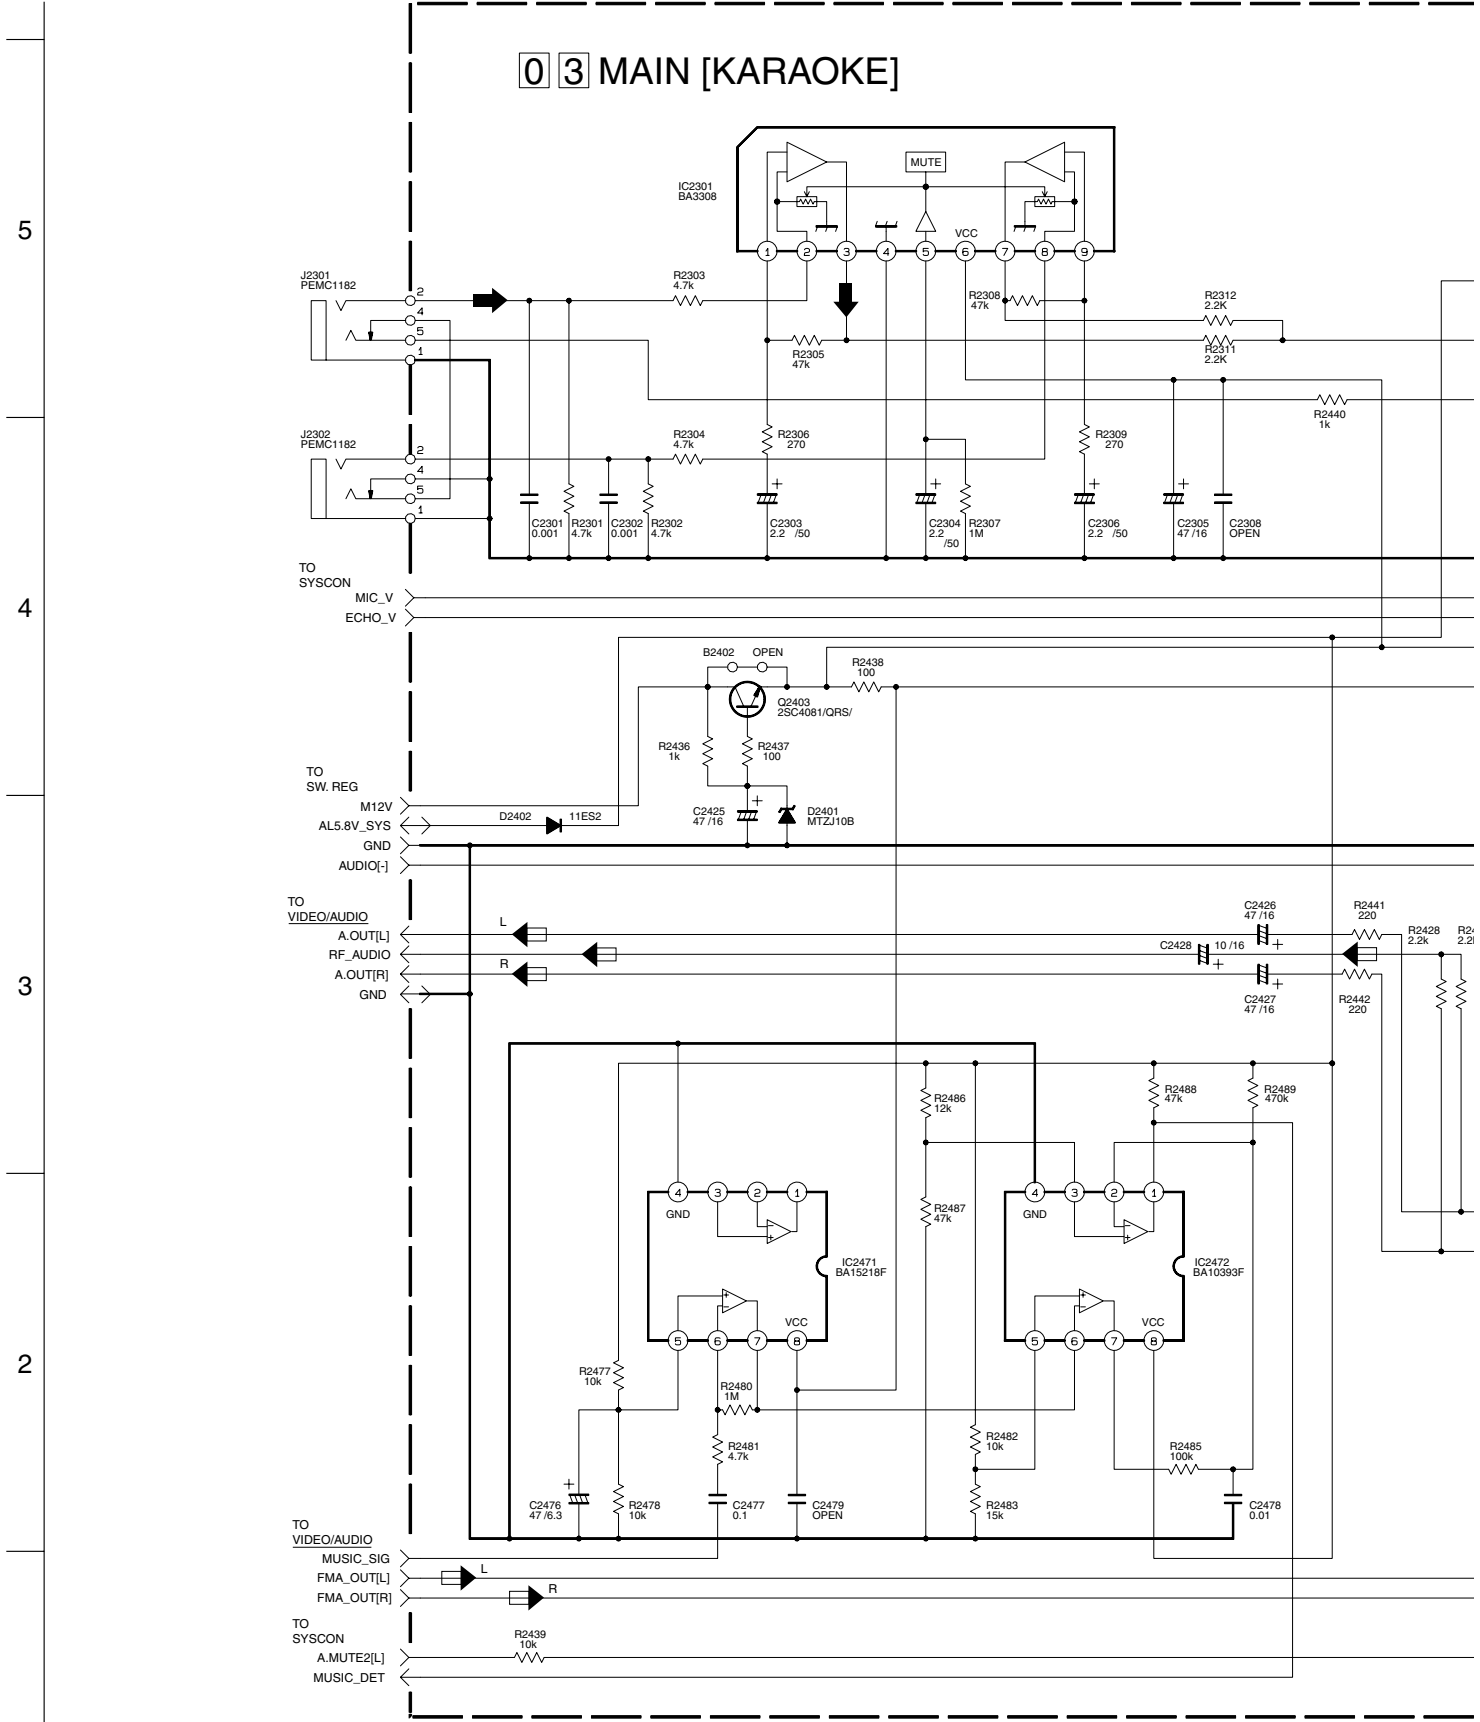 0 3 MAIN [KARAOKE]
5
4
3
3
2
IC2301
BA3308
MUTE
VCC
1 2 3 4 5 6 7 8 9
J2301
PEMC1182
2
4
5
1
R2303
4.7k
R2305
47k
R2308
47k
R2312
2.2K
R2311
2.2K
R2440
1k
J2302
PEMC1182
2
4
5
1
R2304
4.7k
R2306
270
R2309
270
C2301
0.001
R2301
4.7k
C2302
0.001
R2302
4.7k
+
C2303
2.2 /50
+
C2304
2.2
/50
R2307
1M
+
C2306
2.2 /50
+
C2305
47 /16
C2308
OPEN
TO
SYSCON
MIC_V
ECHO_V
B2402 OPEN
R2438
100
Q2403
2SC4081/QRS/
R2436
1k
R2437
100
TO
SW. REG
M12V
AL5.8V_SYS
GND
AUDIO[-]
D2402 11ES2
C2425
47 /16
+
D2401
MTZJ10B
TO
VIDEO/AUDIO
A.OUT[L]
RF_AUDIO
A.OUT[R]
GND
L
R
C2426
47 /16
+
R2441
220
C2428 10 /16
+
C2427
47 /16
+
R2442
220
R2428
2.2k
R2486
12k
R2488
47k
R2489
470k
R2487
47k
4 3 2 1
GND
- +
IC2471
BA15218F
+ -
VCC
5 6 7 8
4 3 2 1
GND
- +
IC2472
BA10393F
+ -
VCC
5 6 7 8
R2477
10k
R2480
1M
R2481
4.7k
R2482
10k
R2485
100k
+
C2476
47 /6.3
R2478
10k
C2477
0.1
C2479
OPEN
R2483
15k
C2478
0.01
TO
VIDEO/AUDIO
MUSIC_SIG
FMA_OUT[L]
FMA_OUT[R]
L
R
TO
SYSCON
R2439
10k
A.MUTE2[L]
MUSIC_DET